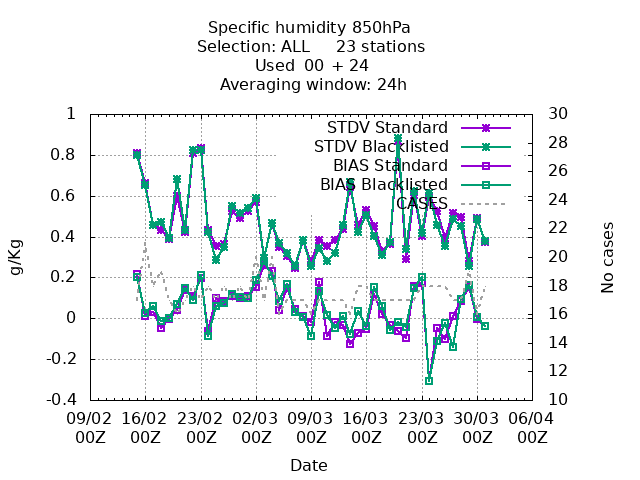 Specific humidity 850hPa
Selection: ALL 23 stations
Used 00 + 24
Averaging window: 24h
1 30
STDV Standard
0.8 28
STDV Blacklisted
26
BIAS Standard
0.6 24
BIAS Blacklisted
CASES
0.4 22
g/Kg 20 No cases
0.2 18
0 16
14
-0.2 12
-0.4 10
09/02 16/02 23/02 02/03 09/03 16/03 23/03 30/03 06/04
00Z 00Z 00Z 00Z 00Z 00Z 00Z 00Z 00Z
Date